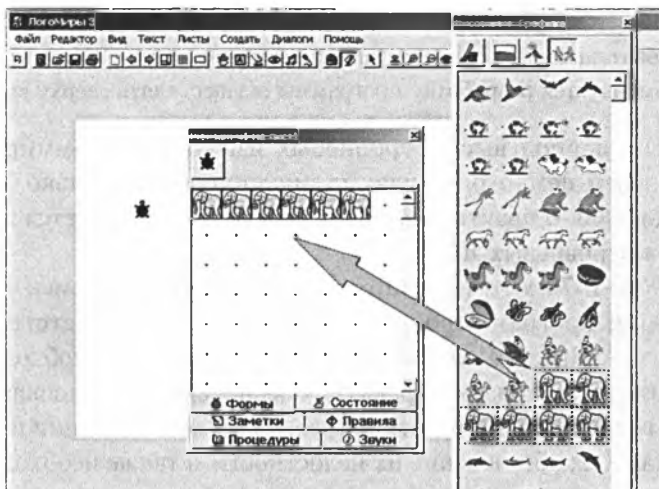 ЛогоМиры 3
Файл Редактор Вид Текст Листы Создать Диалоги Помощь
Формы Состояние
Заметки Правила
Процедуры Звуки